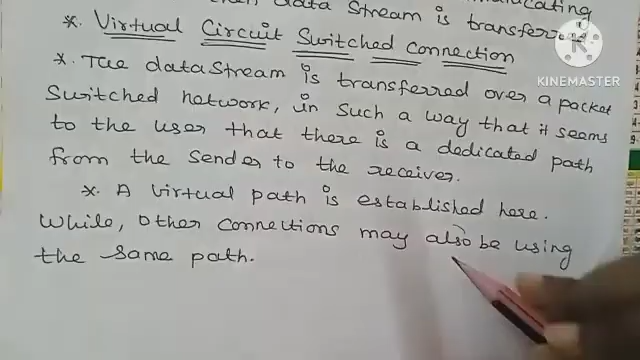 then data Stream is transferred
* Virtual Circuit Switched Connection
* The data Stream is transferred over a packet
Switched network, in such a way that it seems
to the user that there is a dedicated path
from the sender to the receiver.
* A virtual path is established here.
While, other connections may also be using
the same path.
KINEMASTER